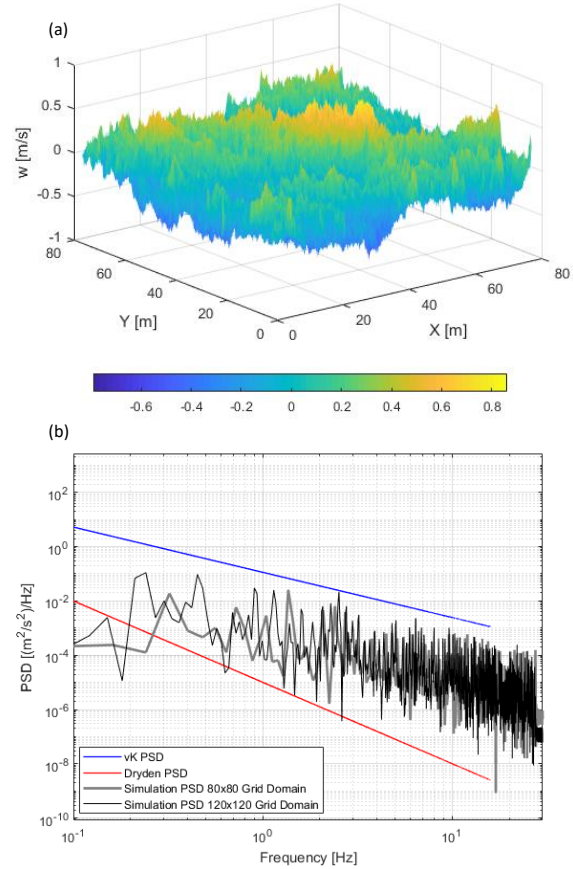 (a)
1
0.5
0
-0.5
-1
w [m/s]
80
60
40
20
0
Y [m]
0
20
40
60
80
X [m]
-0.6 -0.4 -0.2 0 0.2 0.4 0.6 0.8
(b)
10^2
10^0
10^-2
10^-4
10^-6
10^-8
10^-10
PSD [(m^2/s^2)/Hz]
vK PSD
Dryden PSD
Simulation PSD 80x80 Grid Domain
Simulation PSD 120x120 Grid Domain
10^-1 10^0 10^1
Frequency [Hz]